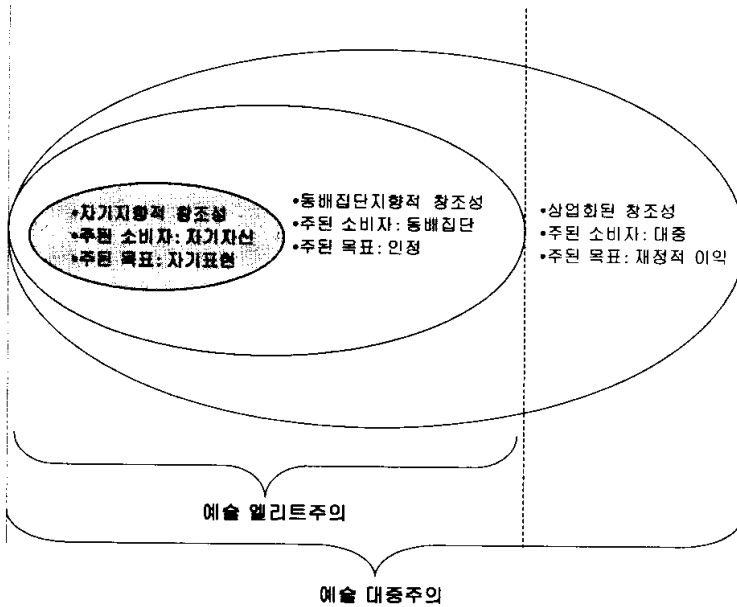 •자기지향적 창조성
•주된 소비자: 자기자신
•주된 목표: 자기표현
•동배집단지향적 창조성
•주된 소비자: 동배집단
•주된 목표: 인정
•상업화된 창조성
•주된 소비자: 대중
•주된 목표: 재정적 이익
예술 엘리트주의
예술 대중주의